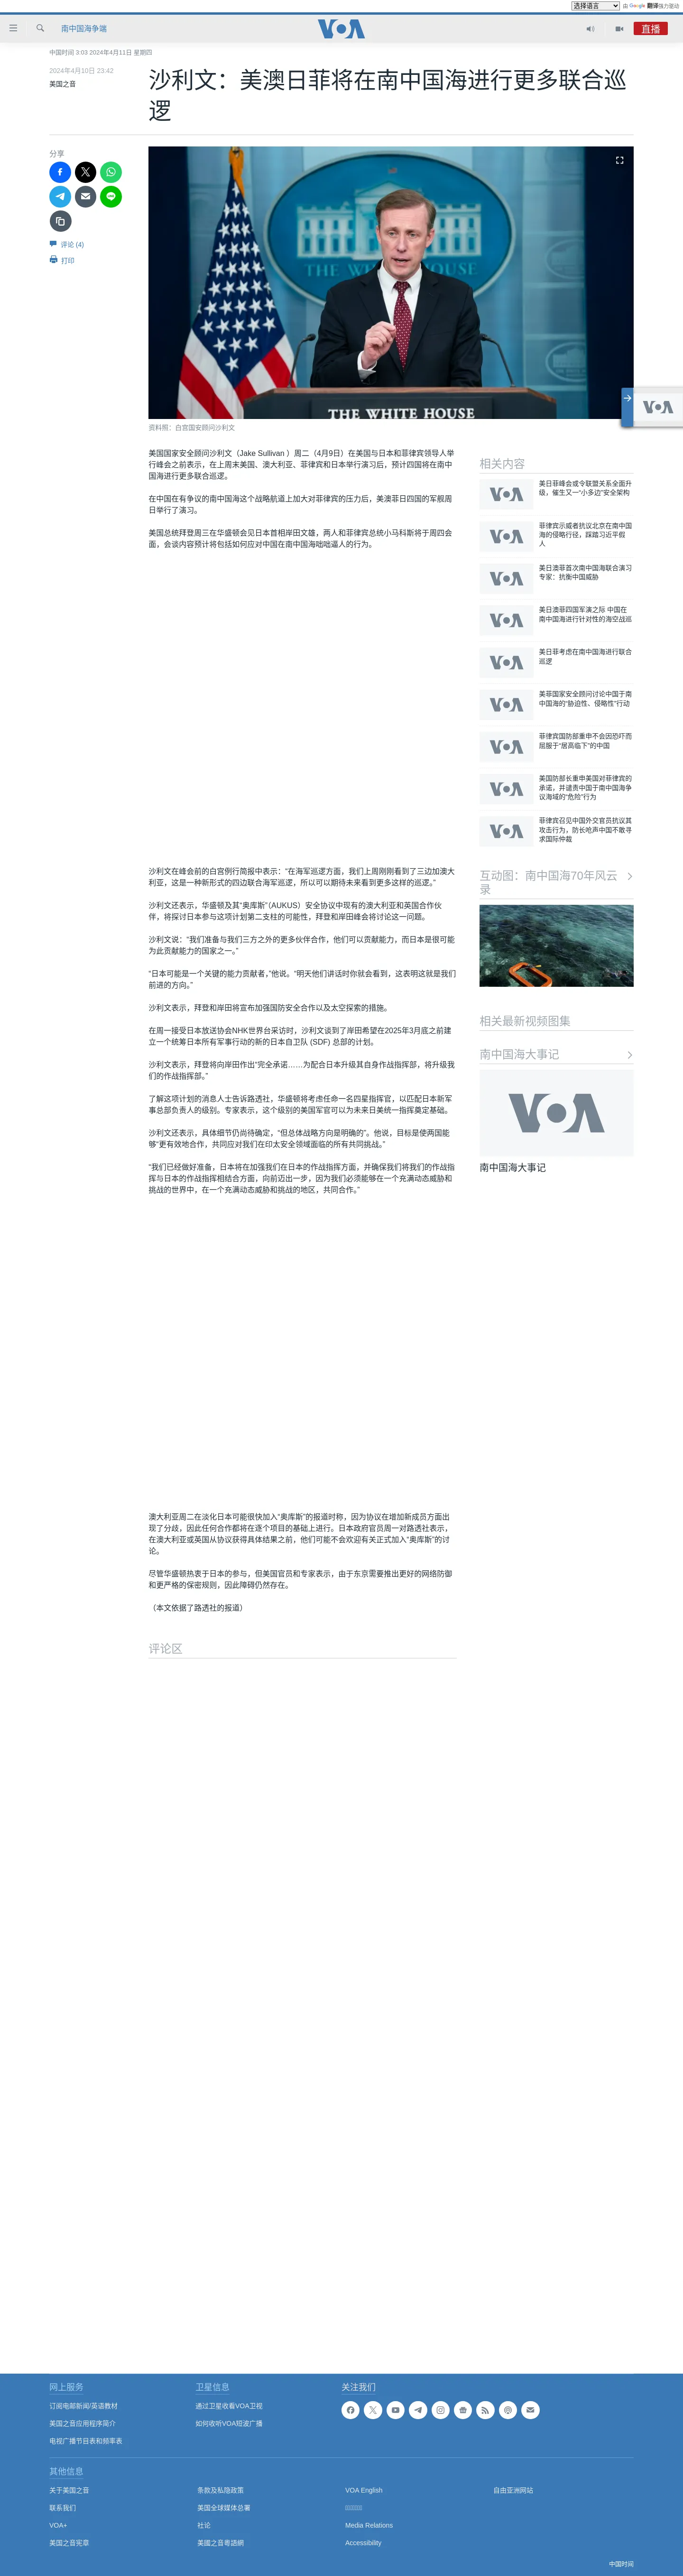 选择语言
由 Google 翻译强力驱动
南中国海争端
VOA
直播
中国时间 3:03 2024年4月11日 星期四
2024年4月10日 23:42
美国之音
沙利文：美澳日菲将在南中国海进行更多联合巡
逻
分享
评论 (4)
打印
THE WHITE HOUSE
资料照：白宫国安顾问沙利文
VOA
美国国家安全顾问沙利文（Jake Sullivan ）周二（4月9日）在美国与日本和菲律宾领导人举
行峰会之前表示，在上周末美国、澳大利亚、菲律宾和日本举行演习后，预计四国将在南中
国海进行更多联合巡逻。
在中国在有争议的南中国海这个战略航道上加大对菲律宾的压力后，美澳菲日四国的军舰周
日举行了演习。
美国总统拜登周三在华盛顿会见日本首相岸田文雄，两人和菲律宾总统小马科斯将于周四会
面，会谈内容预计将包括如何应对中国在南中国海咄咄逼人的行为。
沙利文在峰会前的白宫例行简报中表示：“在海军巡逻方面，我们上周刚刚看到了三边加澳大
利亚，这是一种新形式的四边联合海军巡逻，所以可以期待未来看到更多这样的巡逻。”
沙利文还表示，华盛顿及其“奥库斯”（AUKUS）安全协议中现有的澳大利亚和英国合作伙
伴，将探讨日本参与这项计划第二支柱的可能性，拜登和岸田峰会将讨论这一问题。
沙利文说：“我们准备与我们三方之外的更多伙伴合作，他们可以贡献能力，而日本是很可能
为此贡献能力的国家之一。”
“日本可能是一个关键的能力贡献者，”他说。“明天他们讲话时你就会看到，这表明这就是我们
前进的方向。”
沙利文表示，拜登和岸田将宣布加强国防安全合作以及太空探索的措施。
在周一接受日本放送协会NHK世界台采访时，沙利文谈到了岸田希望在2025年3月底之前建
立一个统筹日本所有军事行动的新的日本自卫队 (SDF) 总部的计划。
沙利文表示，拜登将向岸田作出“完全承诺……为配合日本升级其自身作战指挥部，将升级我
们的作战指挥部。”
了解这项计划的消息人士告诉路透社，华盛顿将考虑任命一名四星指挥官，以匹配日本新军
事总部负责人的级别。专家表示，这个级别的美国军官可以为未来日美统一指挥奠定基础。
沙利文还表示，具体细节仍尚待确定，“但总体战略方向是明确的”。他说，目标是使两国能
够“更有效地合作，共同应对我们在印太安全领域面临的所有共同挑战。”
“我们已经做好准备，日本将在加强我们在日本的作战指挥方面，并确保我们将我们的作战指
挥与日本的作战指挥相结合方面，向前迈出一步，因为我们必须能够在一个充满动态威胁和
挑战的世界中，在一个充满动态威胁和挑战的地区，共同合作。”
澳大利亚周二在淡化日本可能很快加入“奥库斯”的报道时称，因为协议在增加新成员方面出
现了分歧，因此任何合作都将在逐个项目的基础上进行。日本政府官员周一对路透社表示，
在澳大利亚或英国从协议获得具体结果之前，他们可能不会欢迎有关正式加入“奥库斯”的讨
论。
尽管华盛顿热衷于日本的参与，但美国官员和专家表示，由于东京需要推出更好的网络防御
和更严格的保密规则，因此障碍仍然存在。
（本文依据了路透社的报道）
评论区
相关内容
VOA
美日菲峰会或令联盟关系全面升
级，催生又一“小多边”安全架构
VOA
菲律宾示威者抗议北京在南中国
海的侵略行径，踩踏习近平假
人
VOA
美日澳菲首次南中国海联合演习
专家：抗衡中国威胁
VOA
美日澳菲四国军演之际 中国在
南中国海进行针对性的海空战巡
VOA
美日菲考虑在南中国海进行联合
巡逻
VOA
美菲国家安全顾问讨论中国于南
中国海的“胁迫性、侵略性”行动
VOA
菲律宾国防部重申不会因恐吓而
屈服于“居高临下”的中国
VOA
美国防部长重申美国对菲律宾的
承诺，并谴责中国于南中国海争
议海域的“危险”行为
VOA
菲律宾召见中国外交官员抗议其
攻击行为，防长呛声中国不敢寻
求国际仲裁
互动图：南中国海70年风云
录
相关最新视频图集
南中国海大事记
VOA
南中国海大事记
网上服务
订阅电邮新闻/英语教材
美国之音应用程序简介
电视广播节目表和频率表
卫星信息
通过卫星收看VOA卫视
如何收听VOA短波广播
关注我们
其他信息
关于美国之音
条款及私隐政策
VOA English
自由亚洲网站
联系我们
美国全球媒体总署
VOA+
社论
Media Relations
美国之音宪章
美國之音粵語網
Accessibility
中国时间